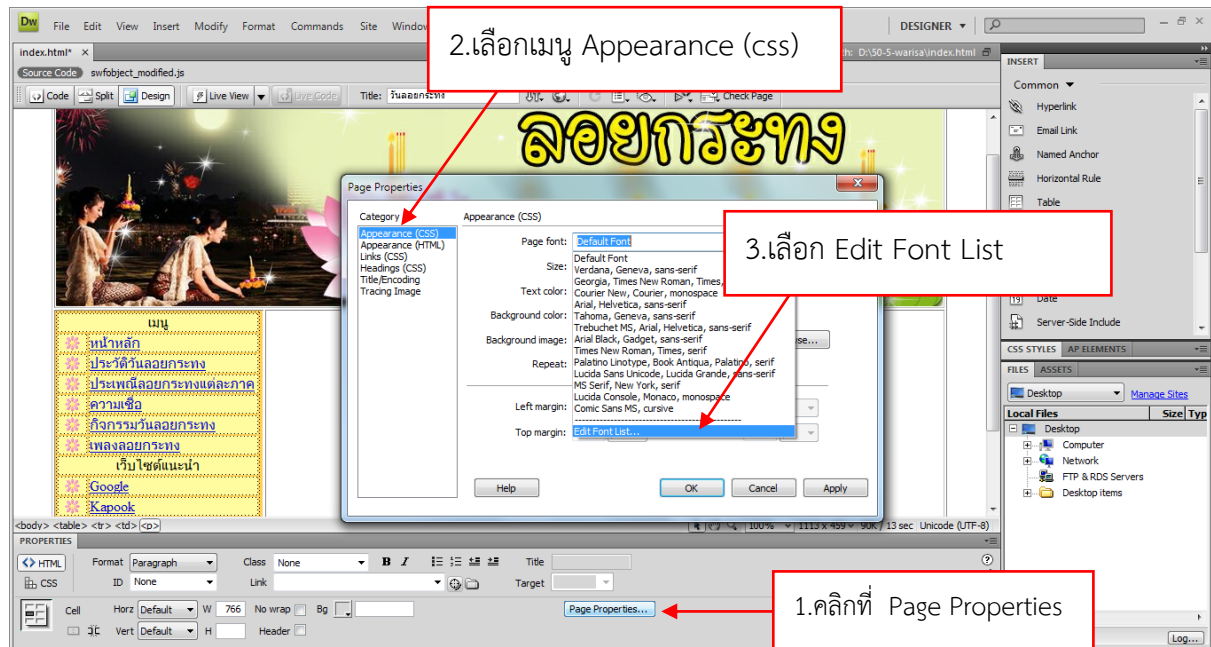 Dw File Edit View Insert Modify Format Commands Site Window DESIGNER
2.เลือกเมนู Appearance (css)
index.html* th: D:\50-5-warisa\index.html
Source Code swfobject_modified.js
Code Split Design Live View Live Code Title: วันลอยกระทง Check Page
ลอยกระทง
Page Properties
Category
Appearance (CSS)
Appearance (HTML)
Links (CSS)
Headings (CSS)
Title/Encoding
Tracing Image
Appearance (CSS)
Page font: Default Font
Size:
Text color:
Background color:
Background image: se...
Repeat:
Left margin:
Top margin:
Default Font
Verdana, Geneva, sans-serif
Georgia, Times New Roman, Times,
Courier New, Courier, monospace
Arial, Helvetica, sans-serif
Tahoma, Geneva, sans-serif
Trebuchet MS, Arial, Helvetica, sans-serif
Arial Black, Gadget, sans-serif
Times New Roman, Times, serif
Palatino Linotype, Book Antiqua, Palatino, serif
Lucida Sans Unicode, Lucida Grande, sans-serif
MS Serif, New York, serif
Lucida Console, Monaco, monospace
Comic Sans MS, cursive
Edit Font List...
Help OK Cancel Apply
3.เลือก Edit Font List
เมนู
หน้าหลัก
ประวัติวันลอยกระทง
ประเพณีลอยกระทงแต่ละภาค
ความเชื่อ
กิจกรรมวันลอยกระทง
เพลงลอยกระทง
เว็บไซต์แนะนำ
Google
Kapook
INSERT
Common
Hyperlink
Email Link
Named Anchor
Horizontal Rule
Table
Date
Server-Side Include
CSS STYLES AP ELEMENTS
FILES ASSETS
Desktop Manage Sites
Local Files Size Typ
Desktop
Computer
Network
FTP & RDS Servers
Desktop items
Log...
<body> <table> <tr> <td> <p> 100% 1113 x 459 90K / 13 sec Unicode (UTF-8)
PROPERTIES
HTML Format Paragraph Class None B I Title
CSS ID None Link Target
Cell Horz Default W 766 No wrap Bg Page Properties...
Vert Default H Header
1.คลิกที่ Page Properties